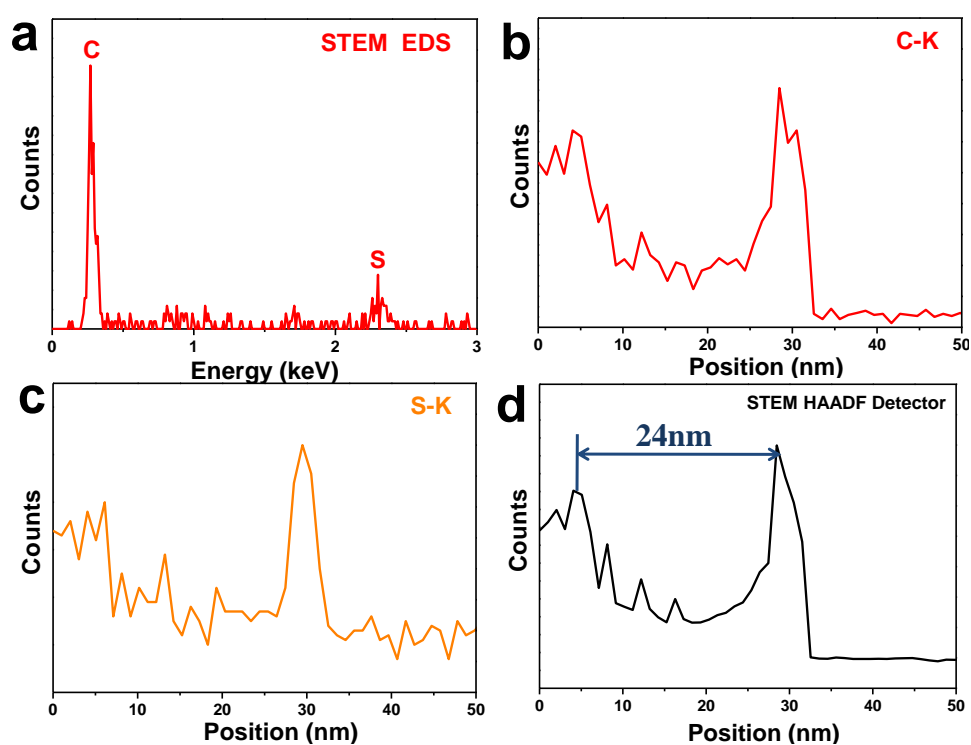 a
STEM EDS
C
S
Counts
0
1
2
3
Energy (keV)
b
C-K
Counts
0
10
20
30
40
50
Position (nm)
c
S-K
Counts
0
10
20
30
40
50
Position (nm)
d
STEM HAADF Detector
24nm
Counts
0
10
20
30
40
50
Position (nm)